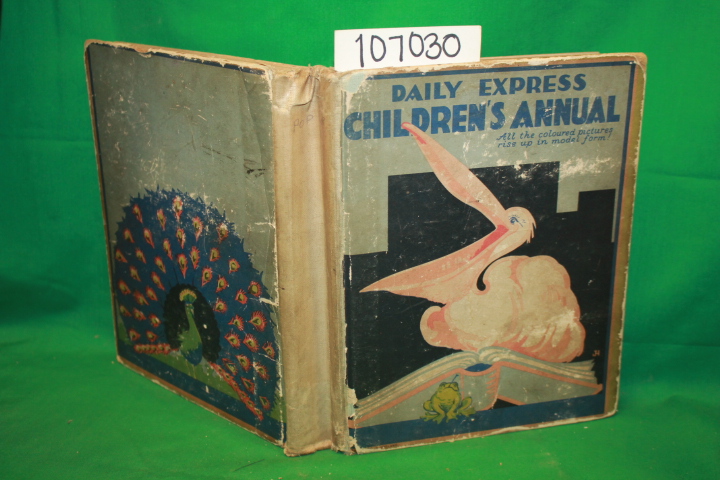 107030
DAILY EXPRESS
CHILDREN'S ANNUAL
All the coloured pictures
rise up in model form!